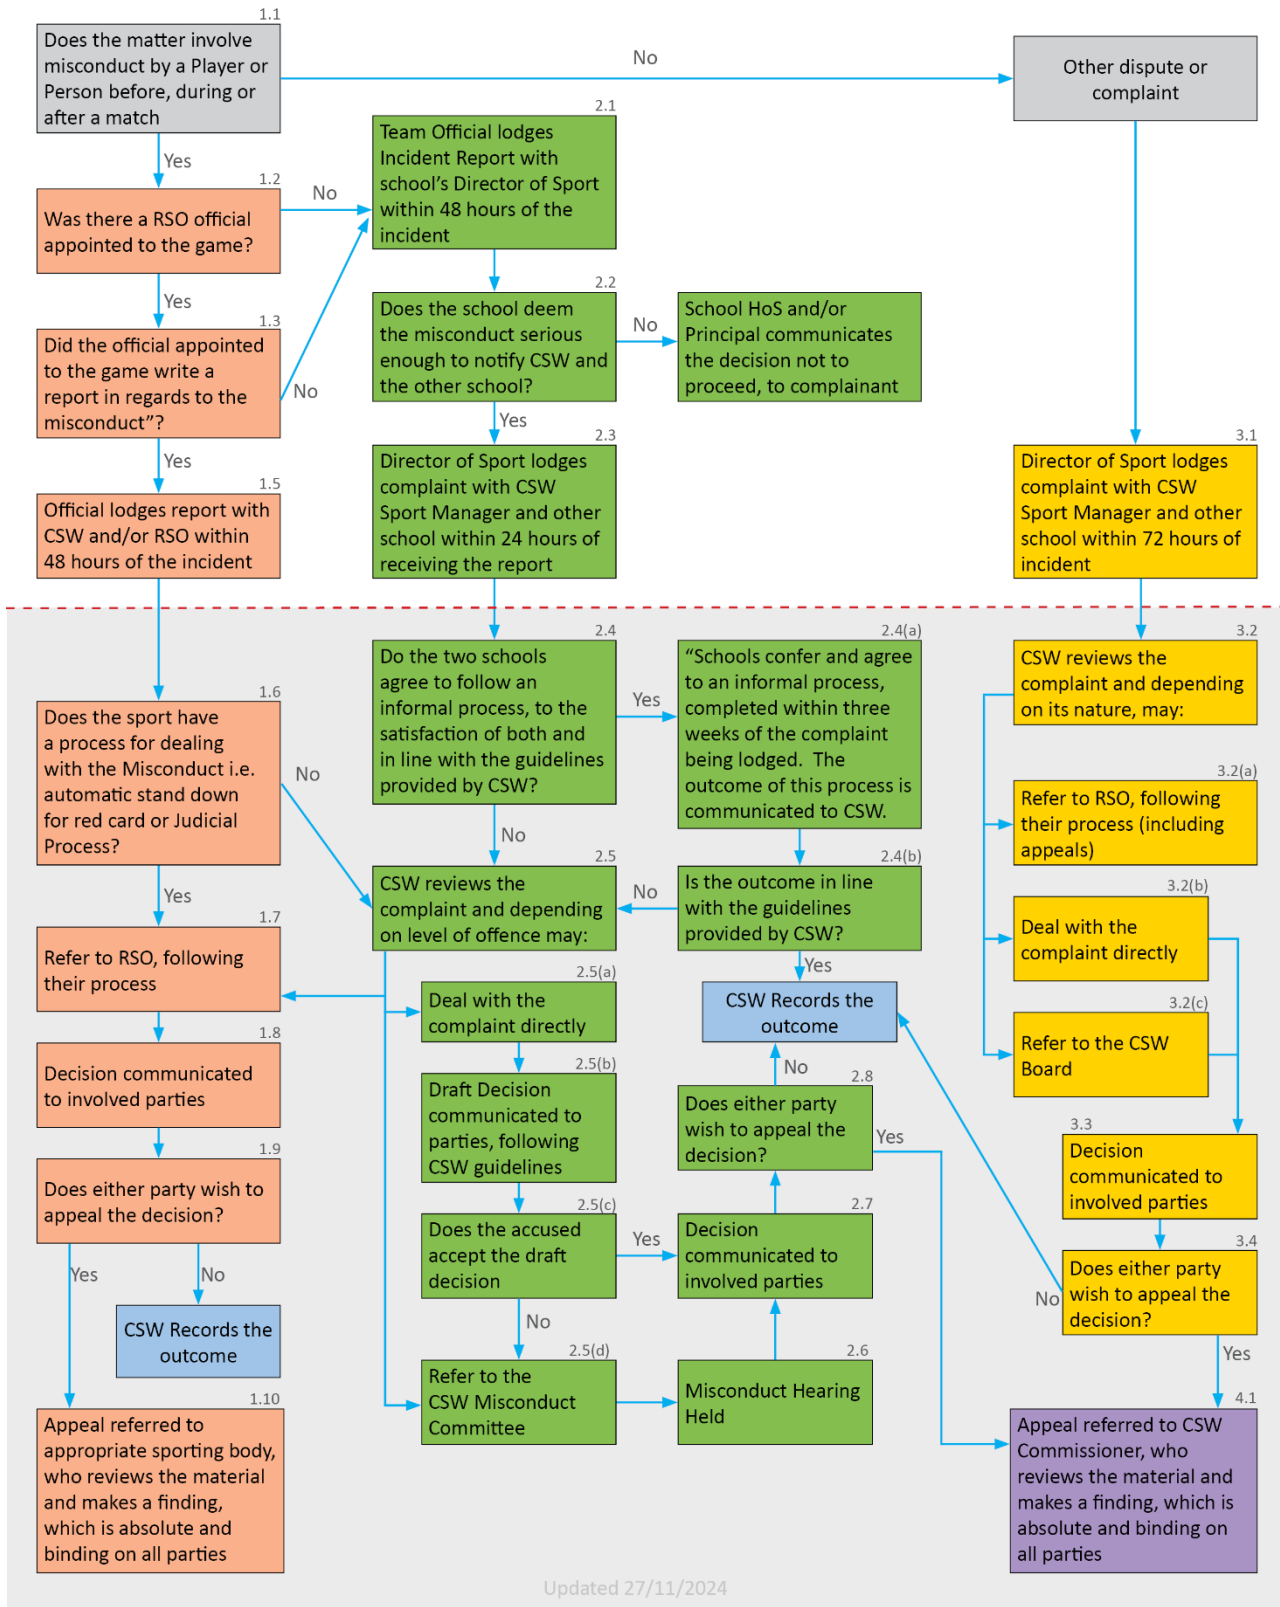 1.1
Does the matter involve
misconduct by a Player or
Person before, during or
after a match
No
Other dispute or
complaint
Yes
1.2
Was there a RSO official
appointed to the game?
No
Yes
1.3
Did the official appointed
to the game write a
report in regards to the
misconduct”?
No
Yes
1.5
Official lodges report with
CSW and/or RSO within
48 hours of the incident
2.1
Team Official lodges
Incident Report with
school’s Director of Sport
within 48 hours of the
incident
2.2
Does the school deem
the misconduct serious
enough to notify CSW and
the other school?
No
School HoS and/or
Principal communicates
the decision not to
proceed, to complainant
Yes
2.3
Director of Sport lodges
complaint with CSW
Sport Manager and other
school within 24 hours of
receiving the report
3.1
Director of Sport lodges
complaint with CSW
Sport Manager and other
school within 72 hours of
incident
1.6
Does the sport have
a process for dealing
with the Misconduct i.e.
automatic stand down
for red card or Judicial
Process?
No
Yes
1.7
Refer to RSO, following
their process
1.8
Decision communicated
to involved parties
1.9
Does either party wish to
appeal the decision?
Yes
No
CSW Records the
outcome
1.10
Appeal referred to
appropriate sporting body,
who reviews the material
and makes a finding,
which is absolute and
binding on all parties
2.4
Do the two schools
agree to follow an
informal process, to the
satisfaction of both and
in line with the guidelines
provided by CSW?
Yes
No
2.4(a)
“Schools confer and agree
to an informal process,
completed within three
weeks of the complaint
being lodged.  The
outcome of this process is
communicated to CSW.
2.4(b)
Is the outcome in line
with the guidelines
provided by CSW?
No
Yes
CSW Records the
outcome
2.5
CSW reviews the
complaint and depending
on level of offence may:
2.5(a)
Deal with the
complaint directly
2.5(b)
Draft Decision
communicated to
parties, following
CSW guidelines
2.5(c)
Does the accused
accept the draft
decision
Yes
No
2.5(d)
Refer to the
CSW Misconduct
Committee
2.6
Misconduct Hearing
Held
2.7
Decision
communicated to
involved parties
2.8
Does either party
wish to appeal the
decision?
No
Yes
3.2
CSW reviews the
complaint and depending
on its nature, may:
3.2(a)
Refer to RSO, following
their process (including
appeals)
3.2(b)
Deal with the
complaint directly
3.2(c)
Refer to the CSW
Board
3.3
Decision
communicated to
involved parties
3.4
Does either party
wish to appeal the
decision?
No
Yes
4.1
Appeal referred to CSW
Commissioner, who
reviews the material and
makes a finding, which is
absolute and binding on
all parties
Updated 27/11/2024